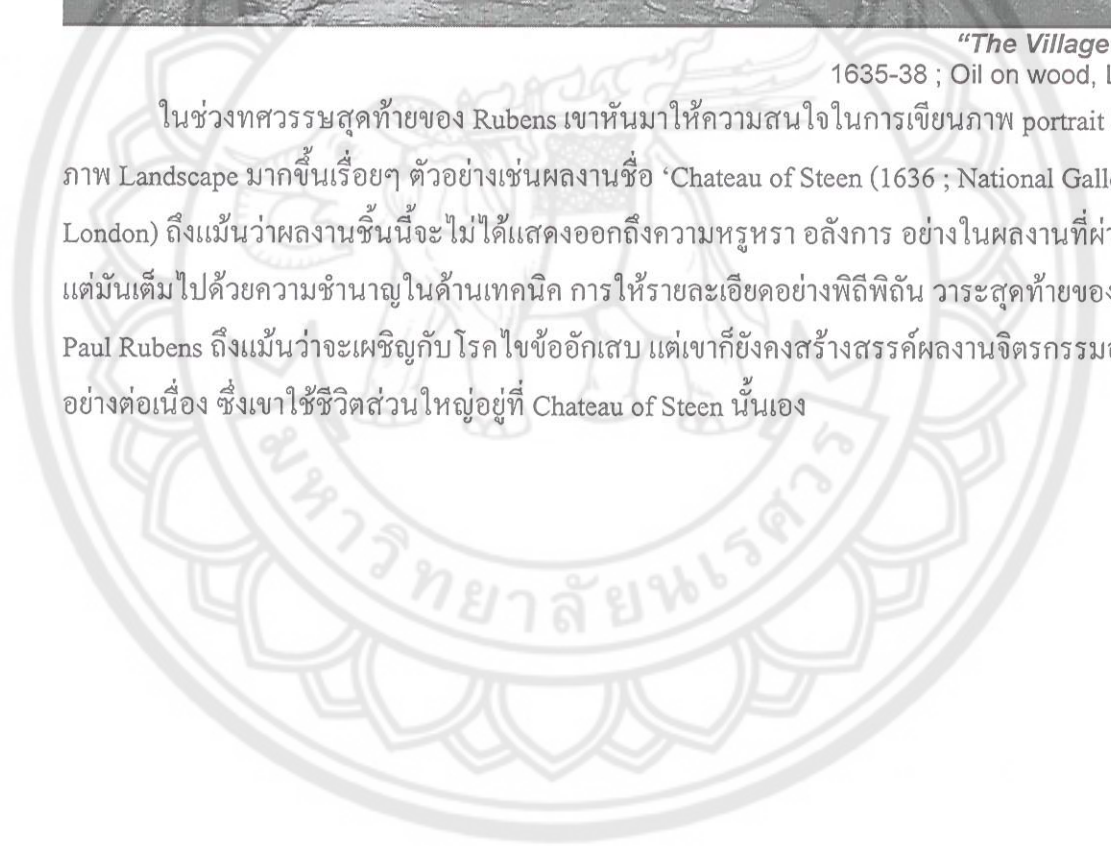 "The Village
1635-38 ; Oil on wood,
ในช่วงทศวรรษสุดท้ายของ Rubens เขาหันมาให้ความสนใจในการเขียนภาพ portrait
ภาพ Landscape มากขึ้นเรื่อยๆ ตัวอย่างเช่นผลงานชื่อ ‘Chateau of Steen (1636 ; National
London) ถึงแม้นว่าผลงานชิ้นนี้จะไม่ได้แสดงออกถึงความหรูหรา อลังการ อย่างในผลงานที่
แต่มันเต็มไปด้วยความชำนาญในด้านเทคนิค การให้รายละเอียดอย่างพิถีพิถัน วาระสุดท้ายของ
Paul Rubens ถึงแม้นว่าจะเผชิญกับโรคไขข้ออักเสบ แต่เขาก็ยังคงสร้างสรรค์ผลงานจิตรกรรม
อย่างต่อเนื่อง ซึ่งเขาใช้ชีวิตส่วนใหญ่อยู่ที่ Chateau of Steen นั้นเอง
มหาวิทยาลัยนเรศวร